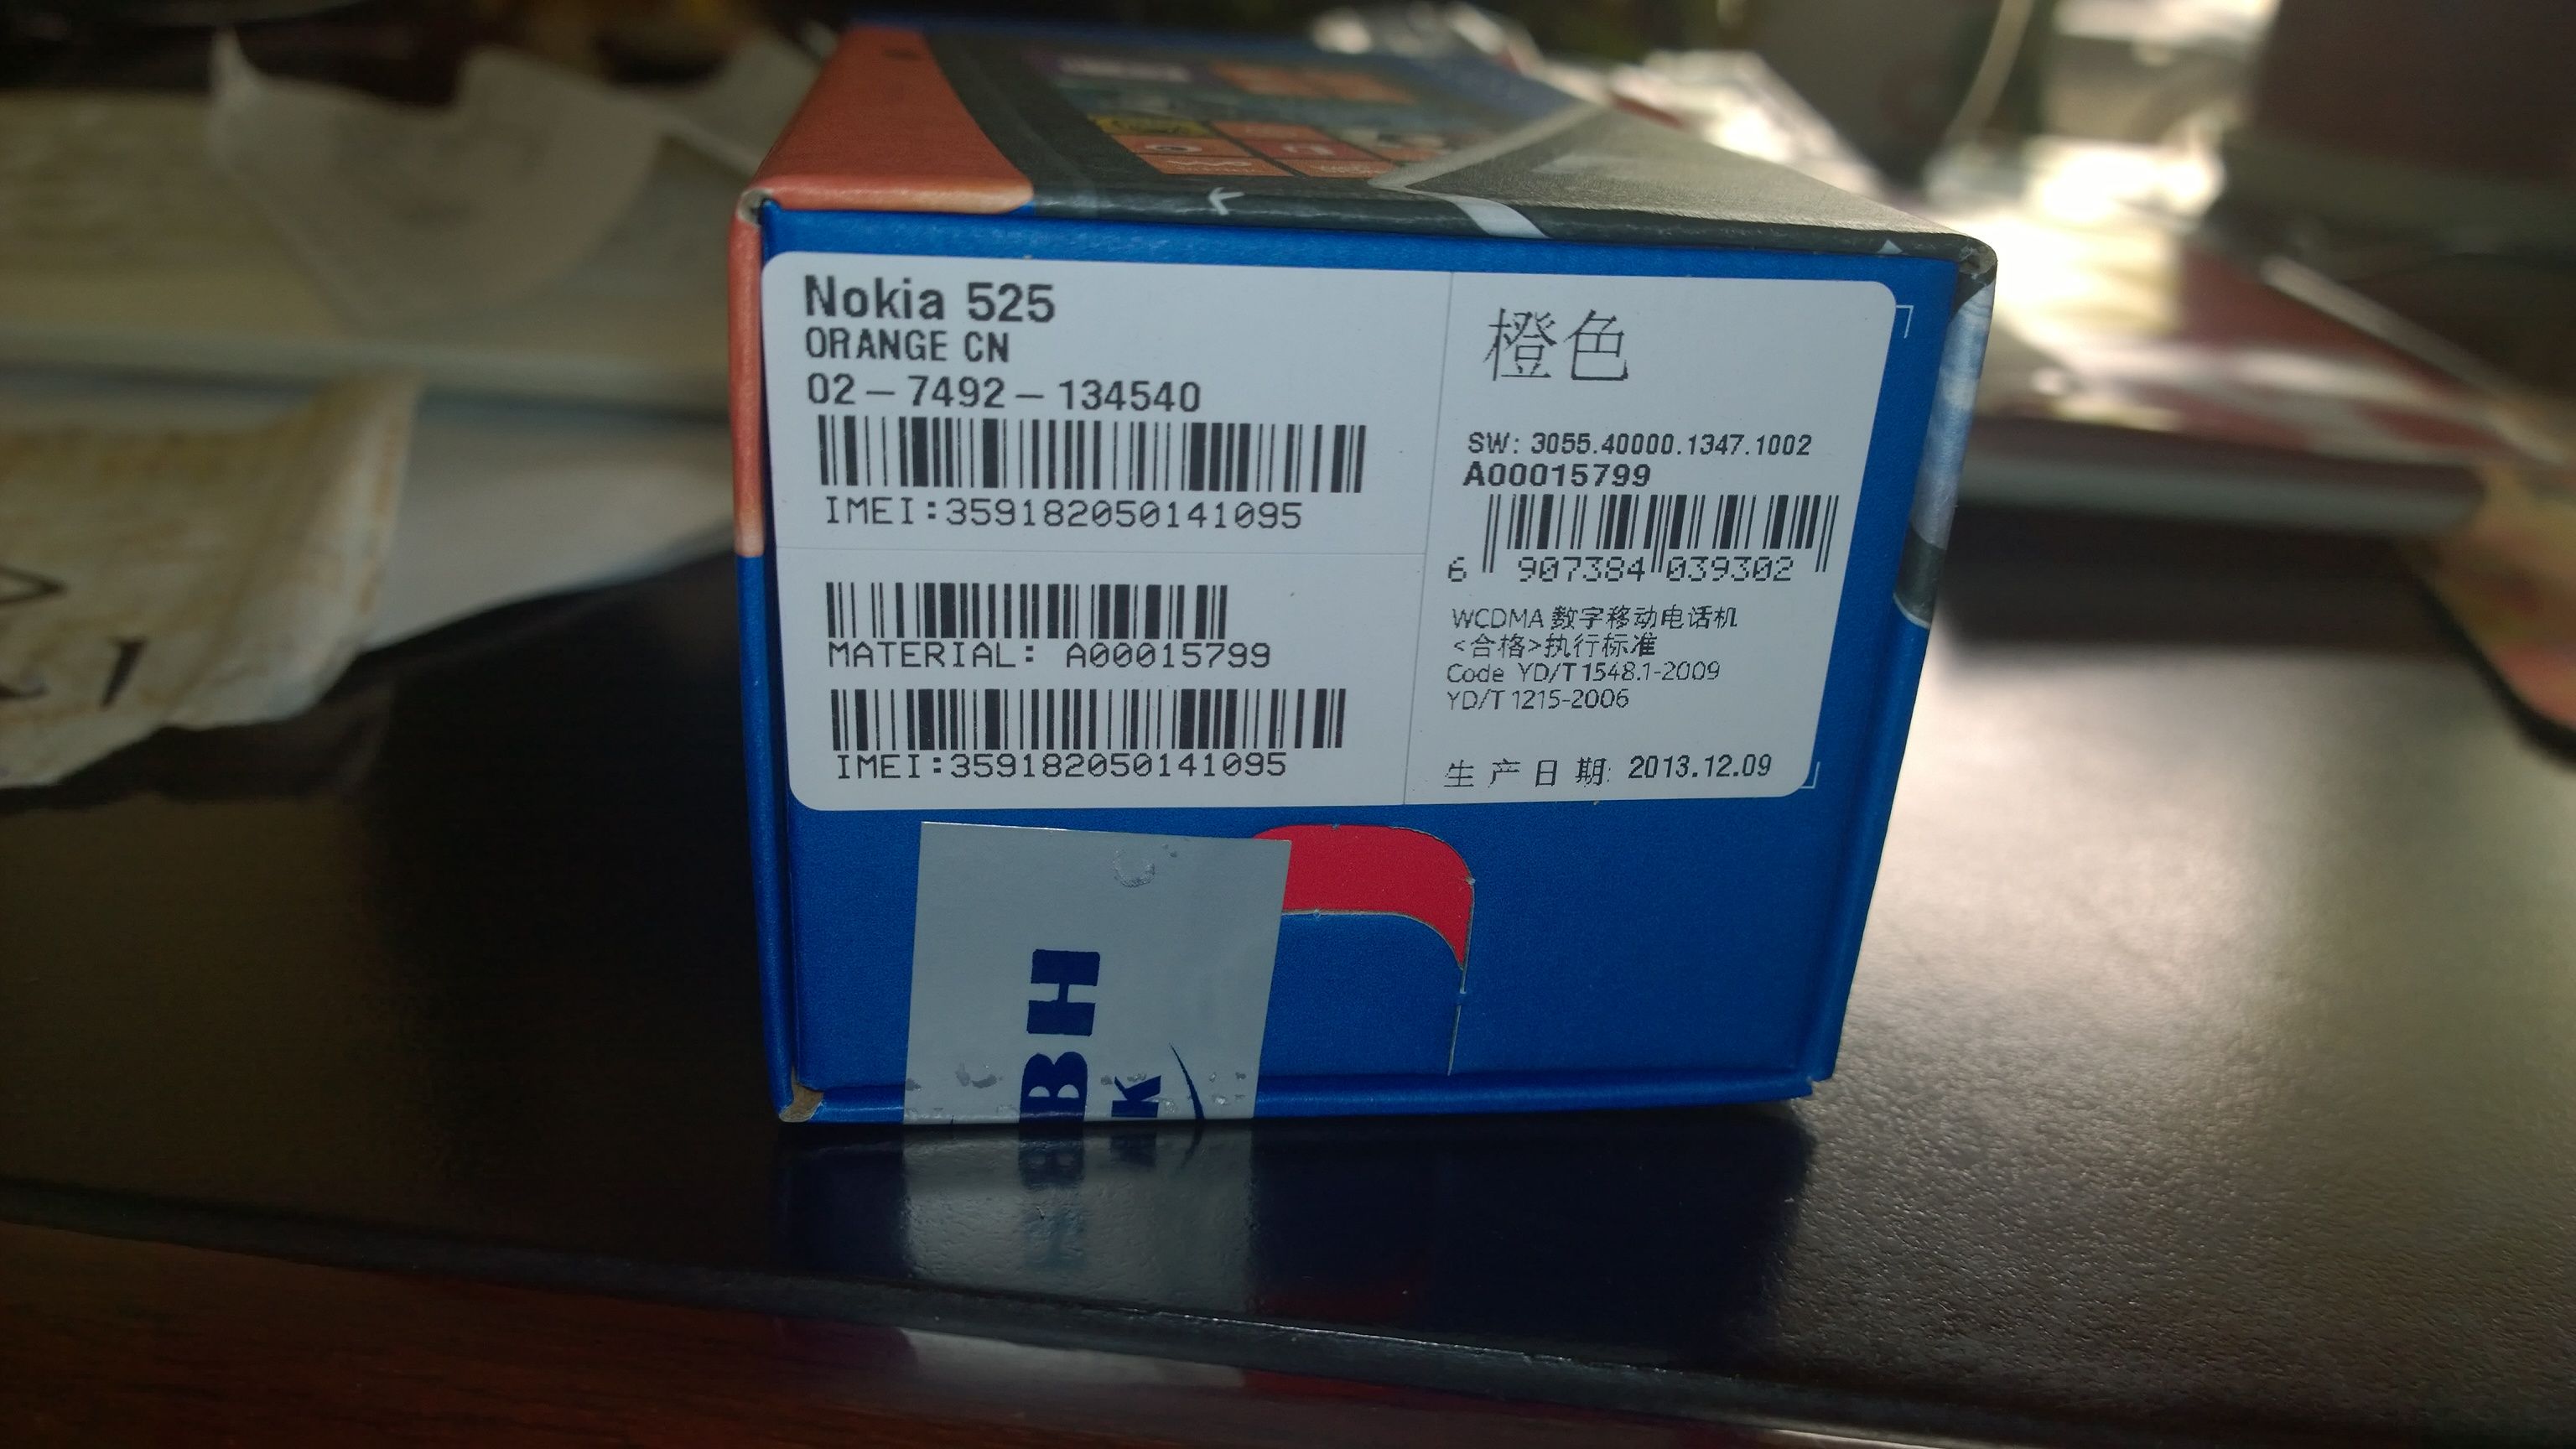 Nokia 525
ORANGE CN
02-7492-134540
IMEI:359182050141095
MATERIAL: A00015799
IMEI:359182050141095
橙色
SW: 3055.40000.1347.1002
A00015799
6 907384 039302
WCDMA 数字移动电话机
<合格>执行标准
Code YD/T 1548.1-2009
YD/T 1215-2006
生产日期: 2013.12.09
BH
K